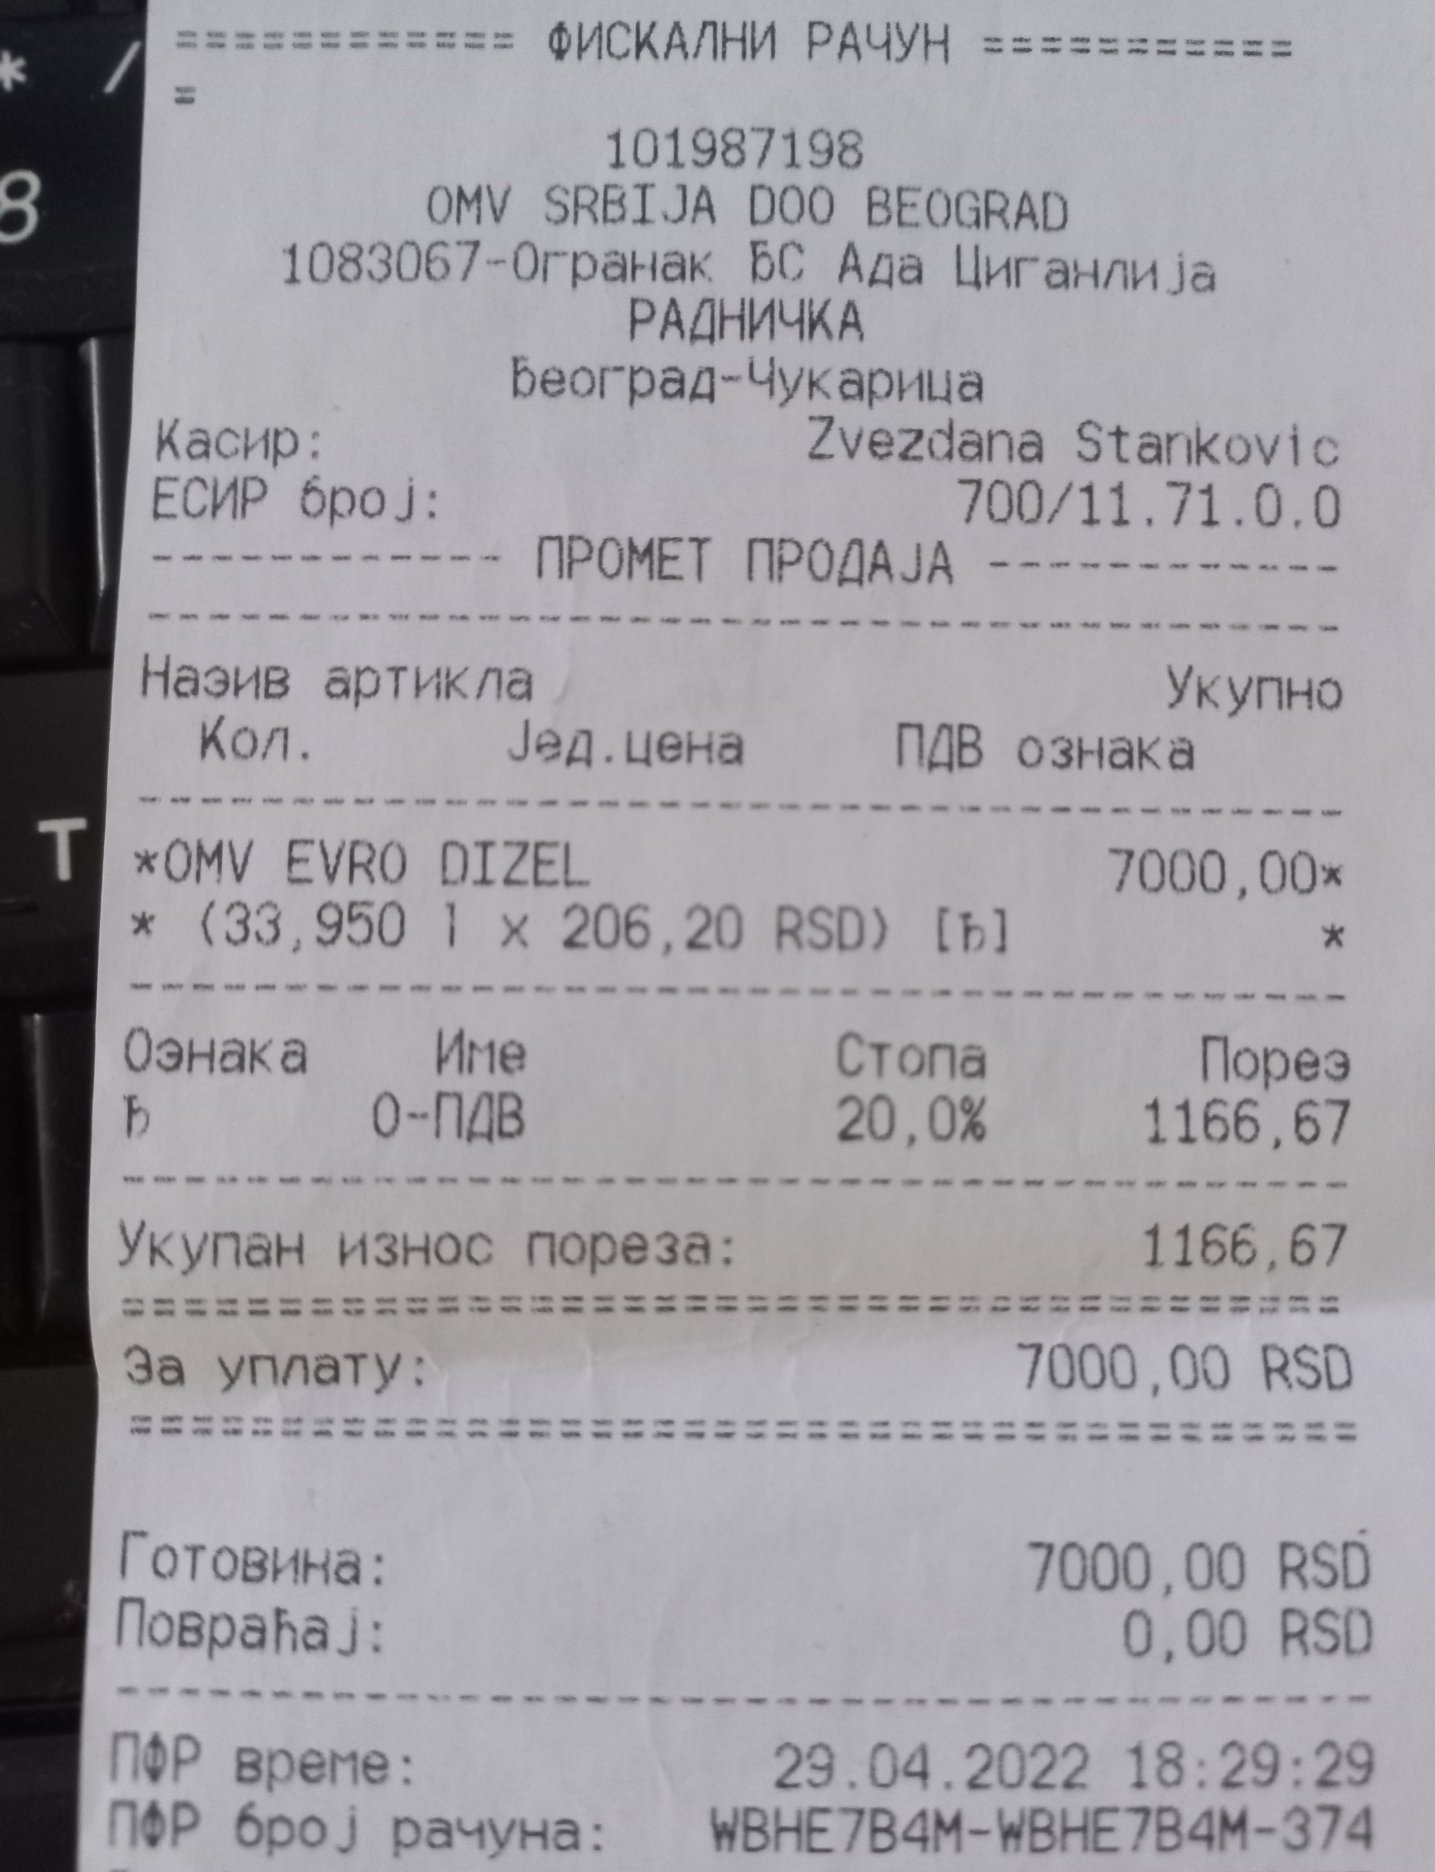 * /
8
T
============ ФИСКАЛНИ РАЧУН ===========
=
101987198
OMV SRBIJA DOO BEOGRAD
1083067-Огранак БС Ада Циганлија
РАДНИЧКА
Београд-Чукарица
Касир: Zvezdana Stankovic
ЕСИР број: 700/11.71.0.0
------------ ПРОМЕТ ПРОДАЈА ------------
----------------------------------------
Назив артикла Укупно
Кол. Јед.цена ПДВ ознака
----------------------------------------
*OMV EVRO DIZEL 7000,00*
* (33,950 l x 206,20 RSD) [Ђ] *
----------------------------------------
Ознака Име Стопа Порез
Ђ О-ПДВ 20,0% 1166,67
----------------------------------------
Укупан износ пореза: 1166,67
========================================
За уплату: 7000,00 RSD
========================================
Готовина: 7000,00 RSD
Повраћај: 0,00 RSD
----------------------------------------
ПФР време: 29.04.2022 18:29:29
ПФР број рачуна: WBHE7B4M-WBHE7B4M-374